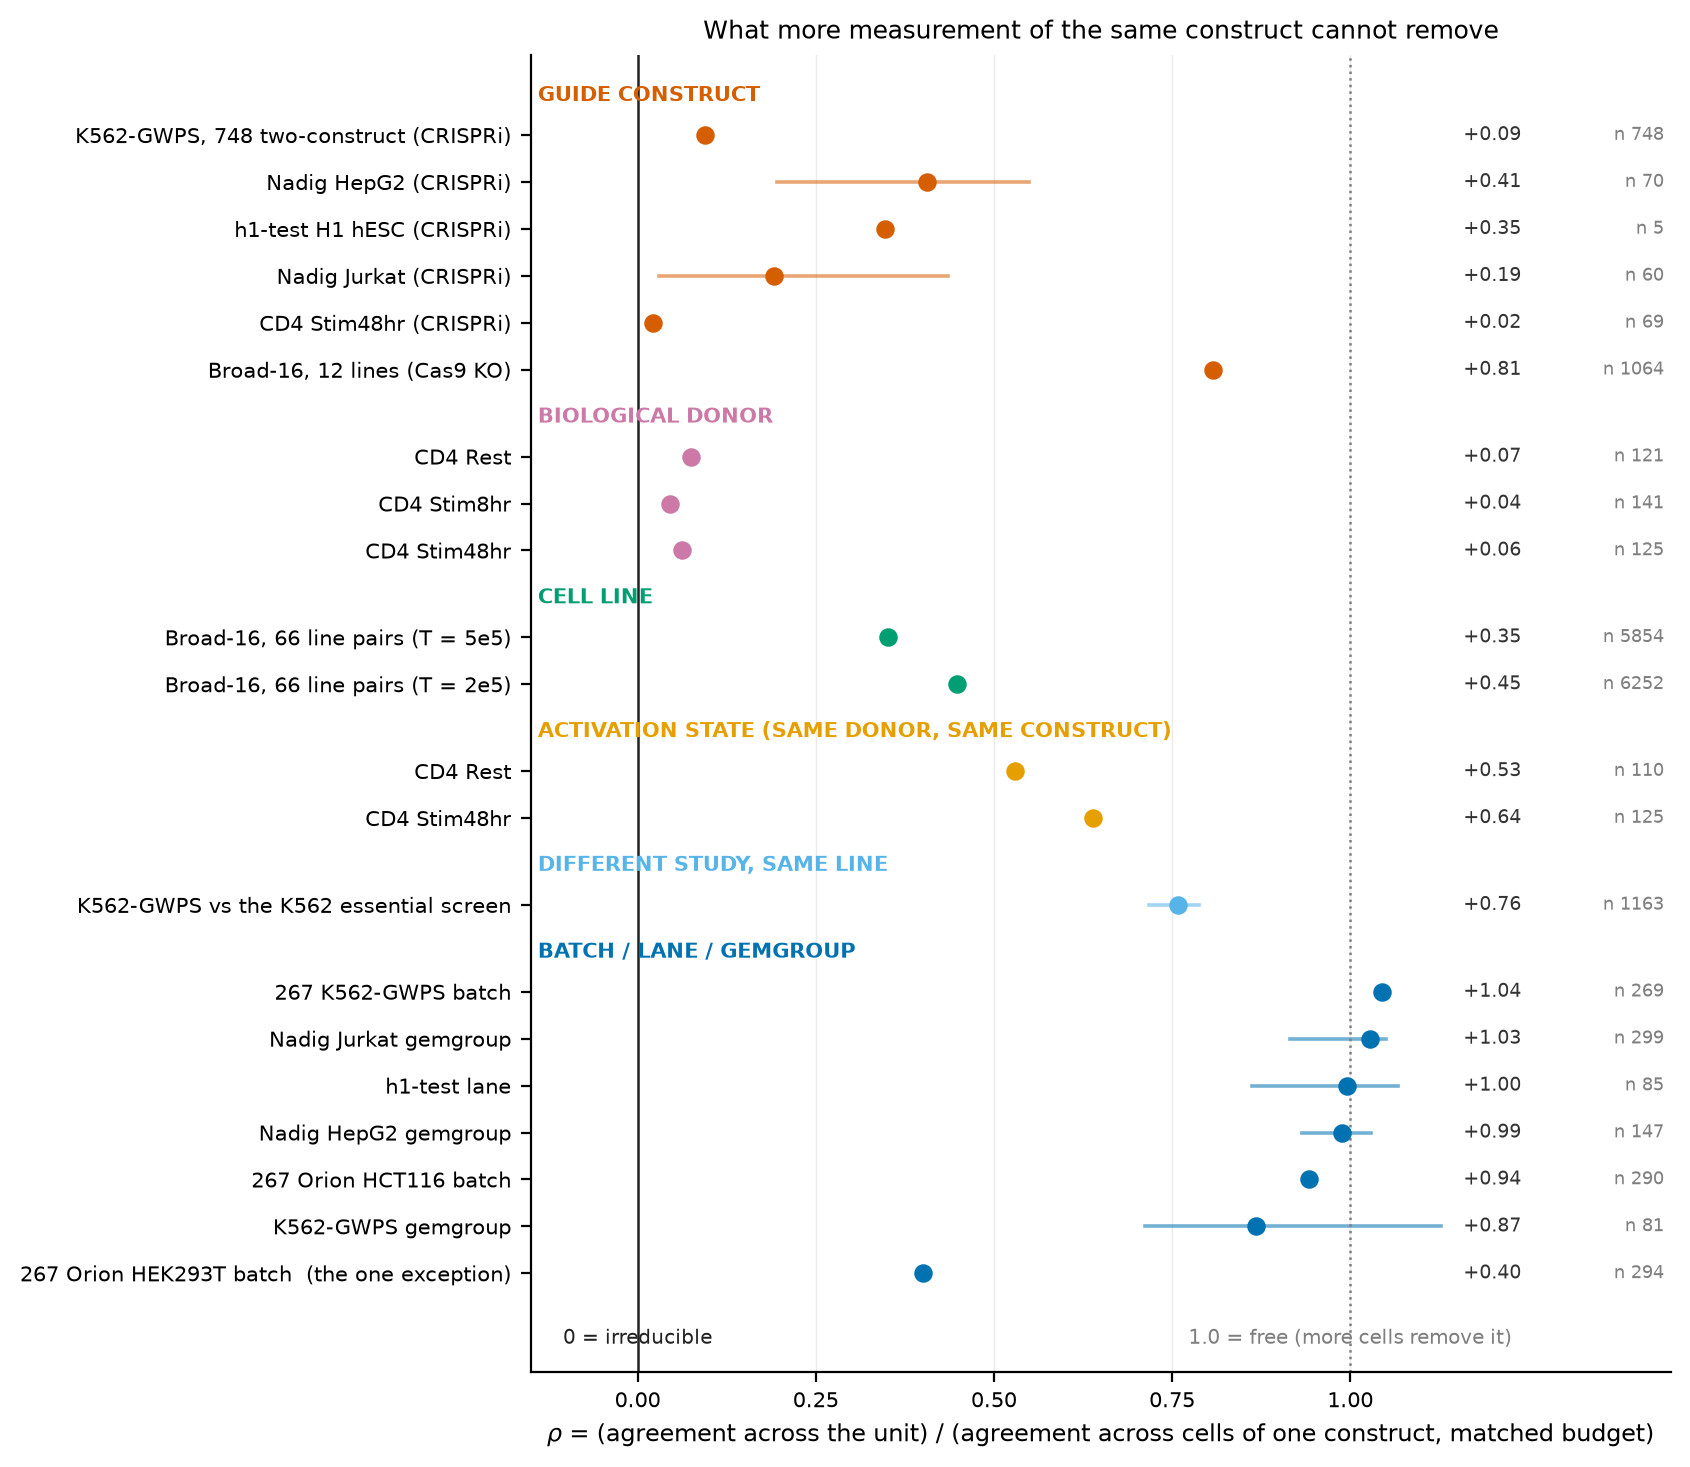 What more measurement of the same construct cannot remove
GUIDE CONSTRUCT
K562-GWPS, 748 two-construct (CRISPRi) +0.09 n 748
Nadig HepG2 (CRISPRi) +0.41 n 70
h1-test H1 hESC (CRISPRi) +0.35 n 5
Nadig Jurkat (CRISPRi) +0.19 n 60
CD4 Stim48hr (CRISPRi) +0.02 n 69
Broad-16, 12 lines (Cas9 KO) +0.81 n 1064
BIOLOGICAL DONOR
CD4 Rest +0.07 n 121
CD4 Stim8hr +0.04 n 141
CD4 Stim48hr +0.06 n 125
CELL LINE
Broad-16, 66 line pairs (T = 5e5) +0.35 n 5854
Broad-16, 66 line pairs (T = 2e5) +0.45 n 6252
ACTIVATION STATE (SAME DONOR, SAME CONSTRUCT)
CD4 Rest +0.53 n 110
CD4 Stim48hr +0.64 n 125
DIFFERENT STUDY, SAME LINE
K562-GWPS vs the K562 essential screen +0.76 n 1163
BATCH / LANE / GEMGROUP
267 K562-GWPS batch +1.04 n 269
Nadig Jurkat gemgroup +1.03 n 299
h1-test lane +1.00 n 85
Nadig HepG2 gemgroup +0.99 n 147
267 Orion HCT116 batch +0.94 n 290
K562-GWPS gemgroup +0.87 n 81
267 Orion HEK293T batch  (the one exception) +0.40 n 294
0 = irreducible 1.0 = free (more cells remove it)
0.00 0.25 0.50 0.75 1.00
ρ = (agreement across the unit) / (agreement across cells of one construct, matched budget)